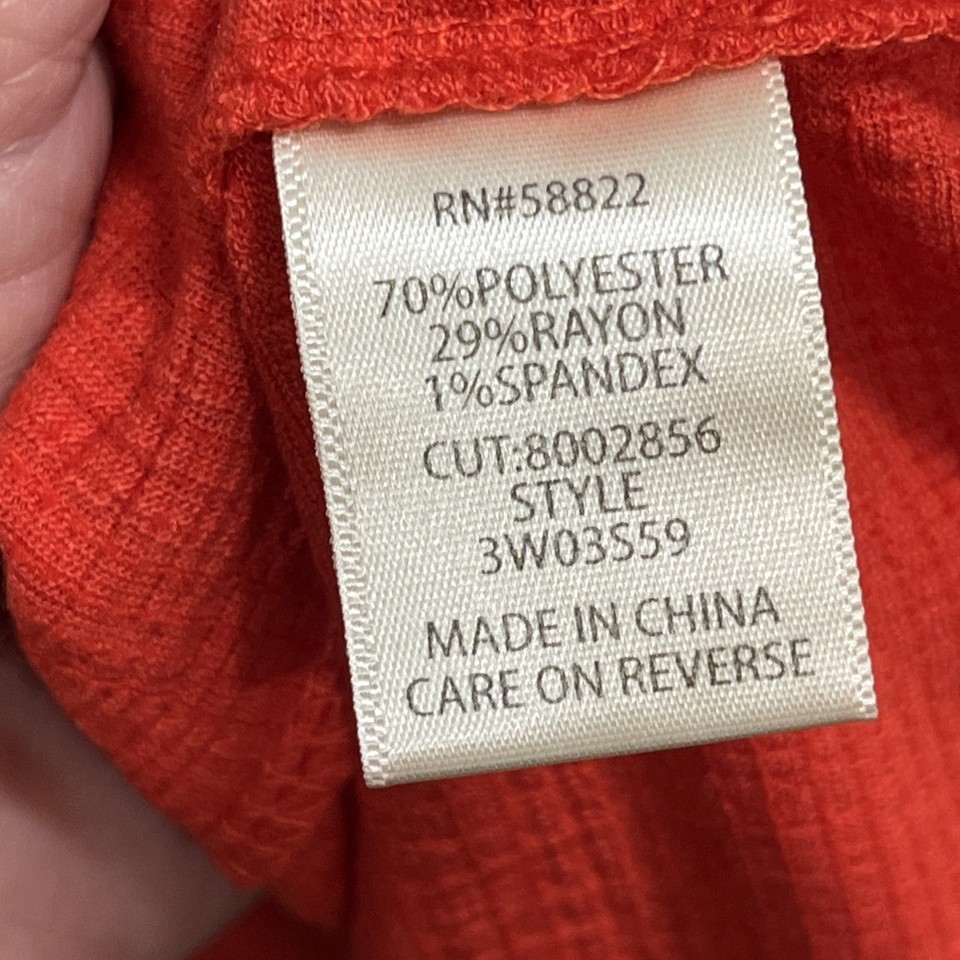 RN#58822
70%POLYESTER
29%RAYON
1%SPANDEX
CUT:8002856
STYLE
3W03S59
MADE IN CHINA
CARE ON REVERSE